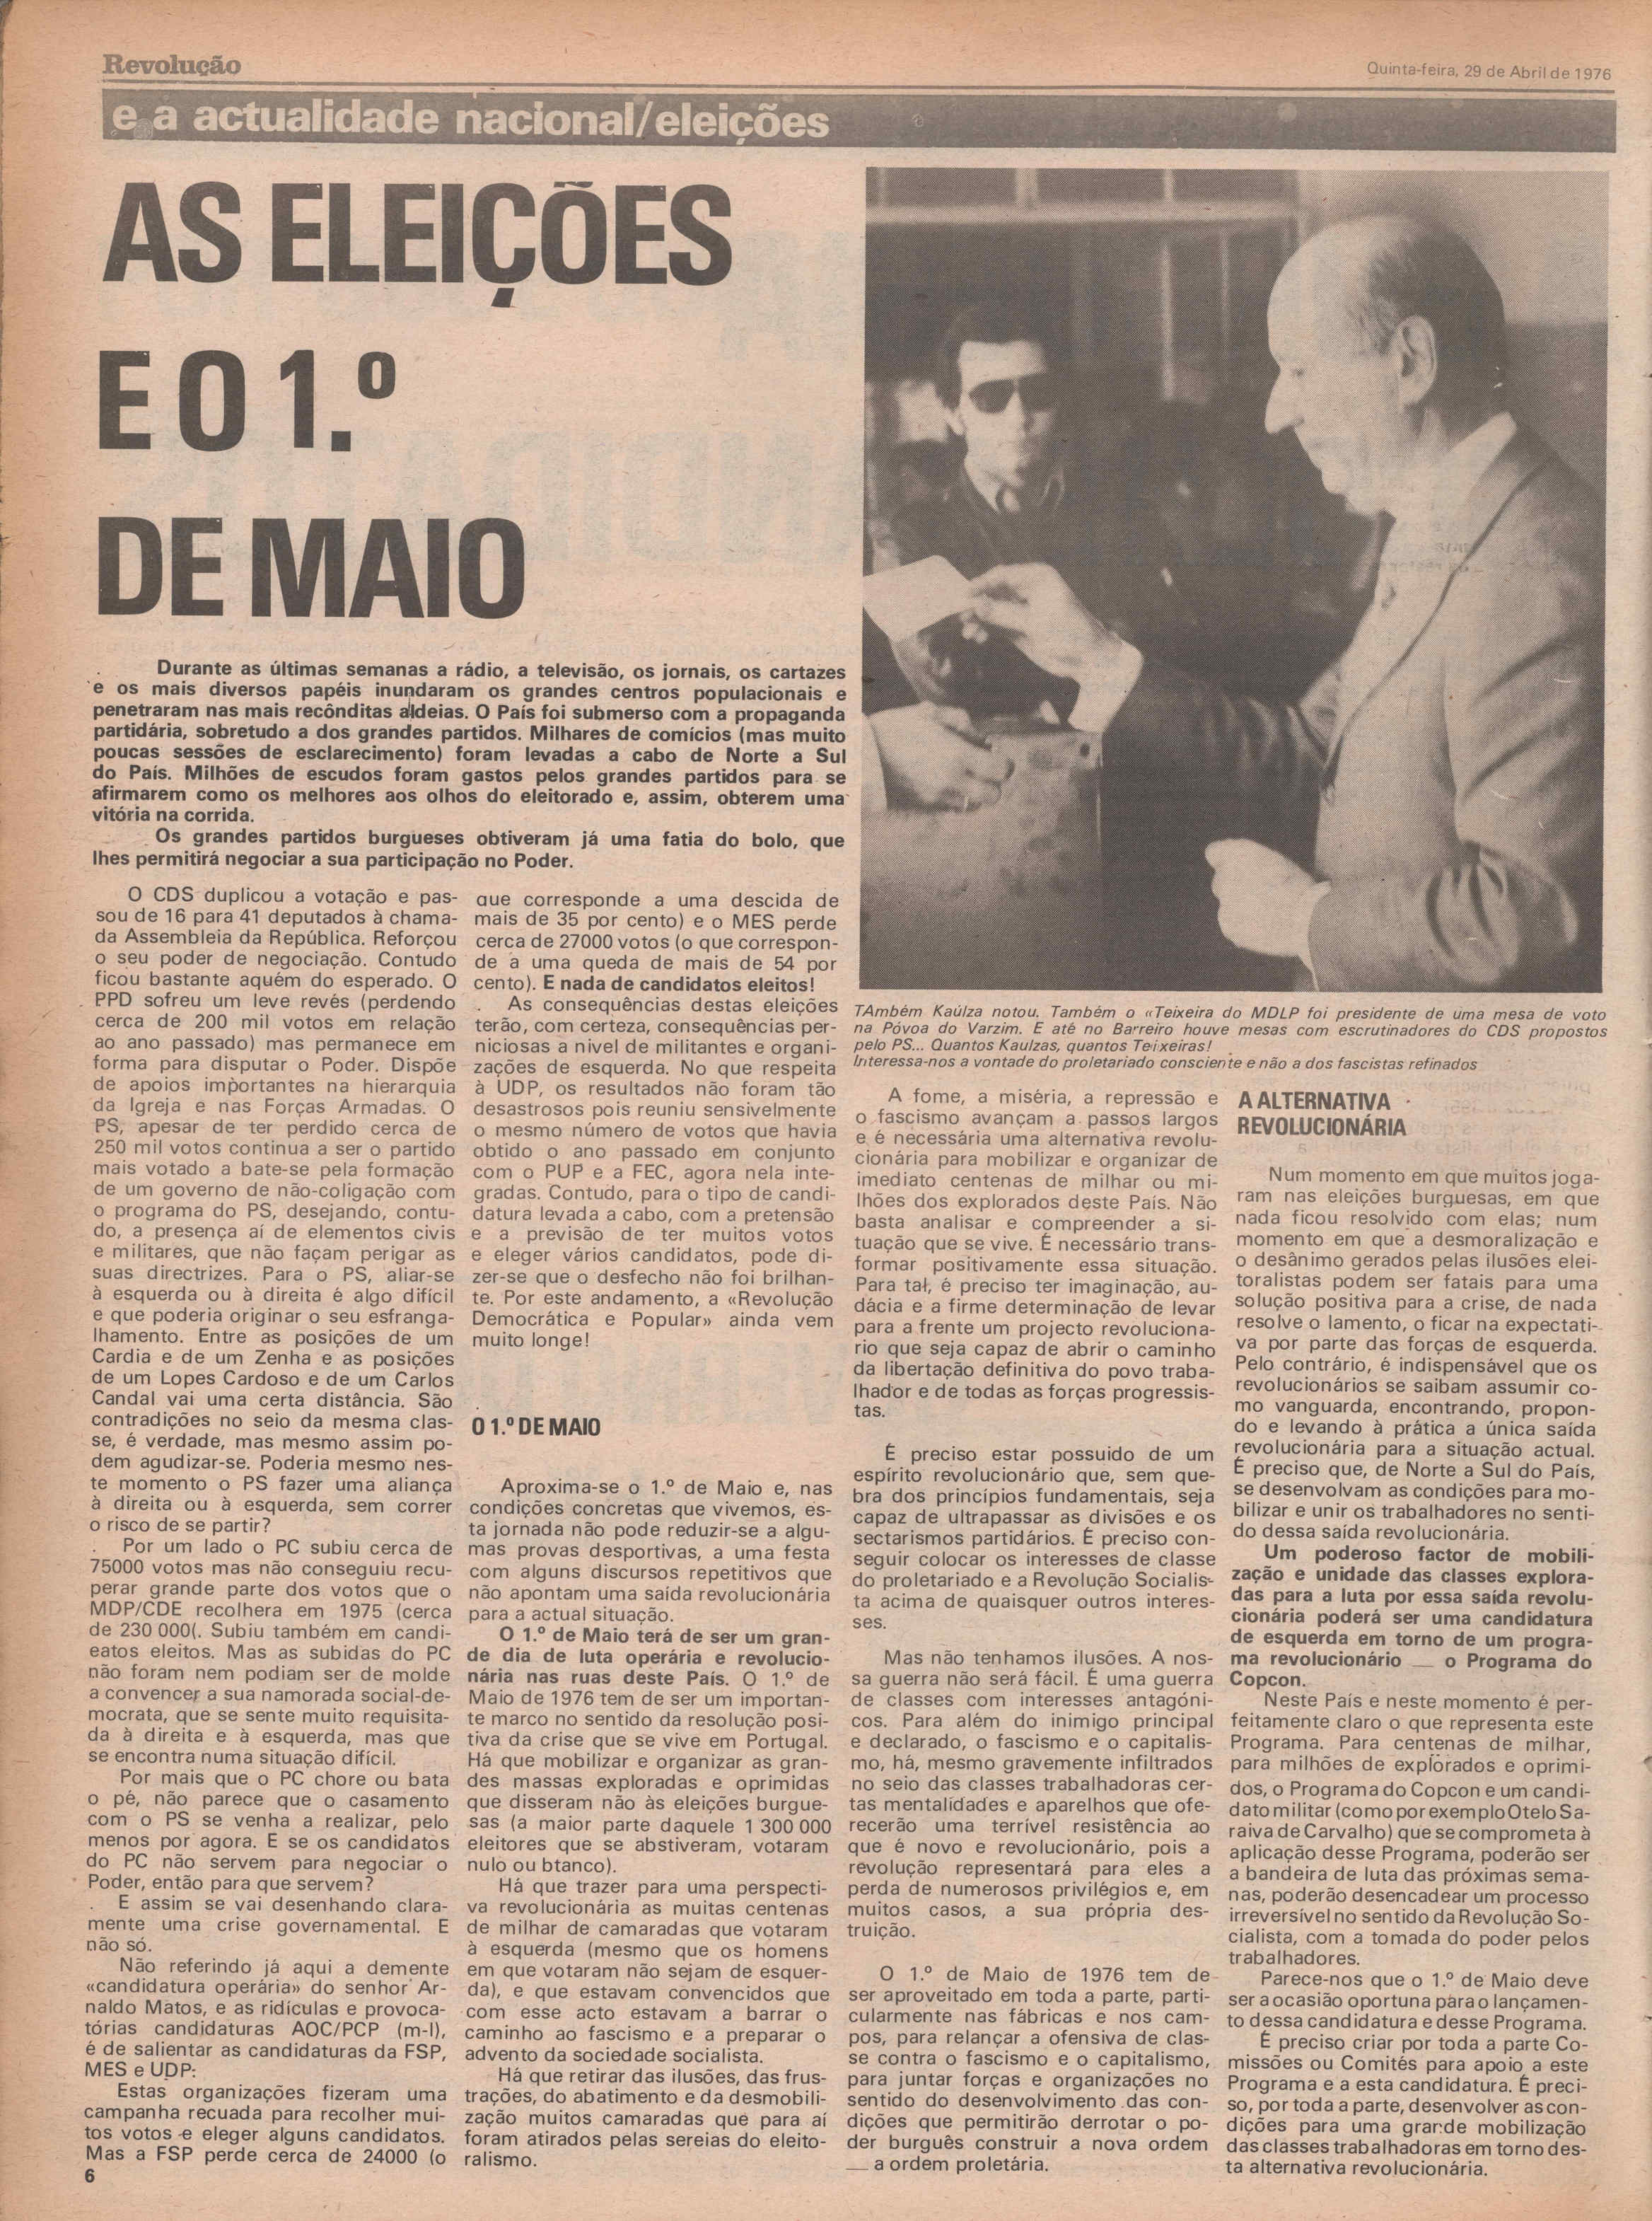 Revolução
Quinta-feira, 29 de Abril de 1976
e a actualidade nacional/eleições
AS ELEIÇÕES
E O 1.º
DE MAIO
Durante as últimas semanas a rádio, a televisão, os jornais, os cartazes
e os mais diversos papéis inundaram os grandes centros populacionais e
penetraram nas mais recônditas aldeias. O País foi submerso com a propaganda
partidária, sobretudo a dos grandes partidos. Milhares de comícios (mas muito
poucas sessões de esclarecimento) foram levadas a cabo de Norte a Sul
do País. Milhões de escudos foram gastos pelos grandes partidos para se
afirmarem como os melhores aos olhos do eleitorado e, assim, obterem uma
vitória na corrida.
Os grandes partidos burgueses obtiveram já uma fatia do bolo, que
lhes permitirá negociar a sua participação no Poder.
O CDS duplicou a votação e pas-
sou de 16 para 41 deputados à chama-
da Assembleia da República. Reforçou
o seu poder de negociação. Contudo
ficou bastante aquém do esperado. O
PPD sofreu um leve revés (perdendo
cerca de 200 mil votos em relação
ao ano passado) mas permanece em
forma para disputar o Poder. Dispõe
de apoios importantes na hierarquia
da Igreja e nas Forças Armadas. O
PS, apesar de ter perdido cerca de
250 mil votos continua a ser o partido
mais votado a bate-se pela formação
de um governo de não-coligação com
o programa do PS, desejando, contu-
do, a presença aí de elementos civis
e militares, que não façam perigar as
suas directrizes. Para o PS, aliar-se
à esquerda ou à direita é algo difícil
e que poderia originar o seu esfranga-
lhamento. Entre as posições de um
Cardia e de um Zenha e as posições
de um Lopes Cardoso e de um Carlos
Candal vai uma certa distância. São
contradições no seio da mesma clas-
se, é verdade, mas mesmo assim po-
dem agudizar-se. Poderia mesmo nes-
te momento o PS fazer uma aliança
à direita ou à esquerda, sem correr
o risco de se partir?
Por um lado o PC subiu cerca de
75000 votos mas não conseguiu recu-
perar grande parte dos votos que o
MDP/CDE recolhera em 1975 (cerca
de 230 000(. Subiu também em candi-
eatos eleitos. Mas as subidas do PC
não foram nem podiam ser de molde
a convencer a sua namorada social-de-
mocrata, que se sente muito requisita-
da à direita e à esquerda, mas que
se encontra numa situação difícil.
Por mais que o PC chore ou bata
o pé, não parece que o casamento
com o PS se venha a realizar, pelo
menos por agora. E se os candidatos
do PC não servem para negociar o
Poder, então para que servem?
E assim se vai desenhando clara-
mente uma crise governamental. E
não só.
Não referindo já aqui a demente
«candidatura operária» do senhor Ar-
naldo Matos, e as ridículas e provoca-
tórias candidaturas AOC/PCP (m-l),
é de salientar as candidaturas da FSP,
MES e UDP:
Estas organizações fizeram uma
campanha recuada para recolher mui-
tos votos e eleger alguns candidatos.
Mas a FSP perde cerca de 24000 (o
6
que corresponde a uma descida de
mais de 35 por cento) e o MES perde
cerca de 27000 votos (o que correspon-
de a uma queda de mais de 54 por
cento). E nada de candidatos eleitos!
As consequências destas eleições
terão, com certeza, consequências per-
niciosas a nivel de militantes e organi-
zações de esquerda. No que respeita
à UDP, os resultados não foram tão
desastrosos pois reuniu sensivelmente
o mesmo número de votos que havia
obtido o ano passado em conjunto
com o PUP e a FEC, agora nela inte-
gradas. Contudo, para o tipo de candi-
datura levada a cabo, com a pretensão
e a previsão de ter muitos votos
e eleger vários candidatos, pode di-
zer-se que o desfecho não foi brilhan-
te. Por este andamento, a «Revolução
Democrática e Popular» ainda vem
muito longe!
O 1.º DE MAIO
Aproxima-se o 1.º de Maio e, nas
condições concretas que vivemos, es-
ta jornada não pode reduzir-se a algu-
mas provas desportivas, a uma festa
com alguns discursos repetitivos que
não apontam uma saída revolucionária
para a actual situação.
O 1.º de Maio terá de ser um gran-
de dia de luta operária e revolucio-
nária nas ruas deste País. O 1.º de
Maio de 1976 tem de ser um importan-
te marco no sentido da resolução posi-
tiva da crise que se vive em Portugal.
Há que mobilizar e organizar as gran-
des massas exploradas e oprimidas
que disseram não às eleições burgue-
sas (a maior parte daquele 1 300 000
eleitores que se abstiveram, votaram
nulo ou btanco).
Há que trazer para uma perspecti-
va revolucionária as muitas centenas
de milhar de camaradas que votaram
à esquerda (mesmo que os homens
em que votaram não sejam de esquer-
da), e que estavam convencidos que
com esse acto estavam a barrar o
caminho ao fascismo e a preparar o
advento da sociedade socialista.
Há que retirar das ilusões, das frus-
trações, do abatimento e da desmobili-
zação muitos camaradas que para aí
foram atirados pelas sereias do eleito-
ralismo.
TAmbém Kaúlza notou. Também o «Teixeira do MDLP foi presidente de uma mesa de voto
na Póvoa do Varzim. E até no Barreiro houve mesas com escrutinadores do CDS propostos
pelo PS... Quantos Kaulzas, quantos Teixeiras!
Interessa-nos a vontade do proletariado consciente e não a dos fascistas refinados
A fome, a miséria, a repressão e
o fascismo avançam a passos largos
e é necessária uma alternativa revolu-
cionária para mobilizar e organizar de
imediato centenas de milhar ou mi-
lhões dos explorados deste País. Não
basta analisar e compreender a si-
tuação que se vive. É necessário trans-
formar positivamente essa situação.
Para tal, é preciso ter imaginação, au-
dácia e a firme determinação de levar
para a frente um projecto revoluciona-
rio que seja capaz de abrir o caminho
da libertação definitiva do povo traba-
lhador e de todas as forças progressis-
tas.
É preciso estar possuido de um
espírito revolucionário que, sem que-
bra dos princípios fundamentais, seja
capaz de ultrapassar as divisões e os
sectarismos partidários. É preciso con-
seguir colocar os interesses de classe
do proletariado e a Revolução Socialis-
ta acima de quaisquer outros interes-
ses.
Mas não tenhamos ilusões. A nos-
sa guerra não será fácil. É uma guerra
de classes com interesses antagóni-
cos. Para além do inimigo principal
e declarado, o fascismo e o capitalis-
mo, há, mesmo gravemente infiltrados
no seio das classes trabalhadoras cer-
tas mentalidades e aparelhos que ofe-
recerão uma terrível resistência ao
que é novo e revolucionário, pois a
revolução representará para eles a
perda de numerosos privilégios e, em
muitos casos, a sua própria des-
truição.
O 1.º de Maio de 1976 tem de
ser aproveitado em toda a parte, parti-
cularmente nas fábricas e nos cam-
pos, para relançar a ofensiva de clas-
se contra o fascismo e o capitalismo,
para juntar forças e organizações no
sentido do desenvolvimento das con-
dições que permitirão derrotar o po-
der burguês construir a nova ordem
— a ordem proletária.
A ALTERNATIVA
REVOLUCIONÁRIA
Num momento em que muitos joga-
ram nas eleições burguesas, em que
nada ficou resolvido com elas; num
momento em que a desmoralização e
o desânimo gerados pelas ilusões elei-
toralistas podem ser fatais para uma
solução positiva para a crise, de nada
resolve o lamento, o ficar na expectati-
va por parte das forças de esquerda.
Pelo contrário, é indispensável que os
revolucionários se saibam assumir co-
mo vanguarda, encontrando, propon-
do e levando à prática a única saída
revolucionária para a situação actual.
É preciso que, de Norte a Sul do País,
se desenvolvam as condições para mo-
bilizar e unir os trabalhadores no senti-
do dessa saída revolucionária.
Um poderoso factor de mobili-
zação e unidade das classes explora-
das para a luta por essa saída revolu-
cionária poderá ser uma candidatura
de esquerda em torno de um progra-
ma revolucionário — o Programa do
Copcon.
Neste País e neste momento é per-
feitamente claro o que representa este
Programa. Para centenas de milhar,
para milhões de explorados e oprimi-
dos, o Programa do Copcon e um candi-
dato militar (como por exemplo Otelo Sa-
raiva de Carvalho) que se comprometa à
aplicação desse Programa, poderão ser
a bandeira de luta das próximas sema-
nas, poderão desencadear um processo
irreversível no sentido da Revolução So-
cialista, com a tomada do poder pelos
trabalhadores.
Parece-nos que o 1.º de Maio deve
ser a ocasião oportuna para o lançamen-
to dessa candidatura e desse Programa.
É preciso criar por toda a parte Co-
missões ou Comités para apoio a este
Programa e a esta candidatura. É preci-
so, por toda a parte, desenvolver as con-
dições para uma grande mobilização
das classes trabalhadoras em torno des-
ta alternativa revolucionária.